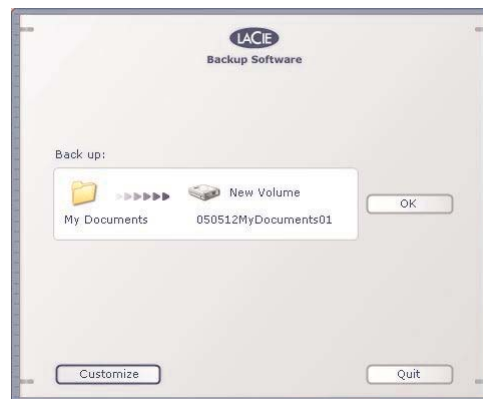 LACIE
Backup Software
Back up:
New Volume
My Documents 050512MyDocuments01
OK
Customize
Quit